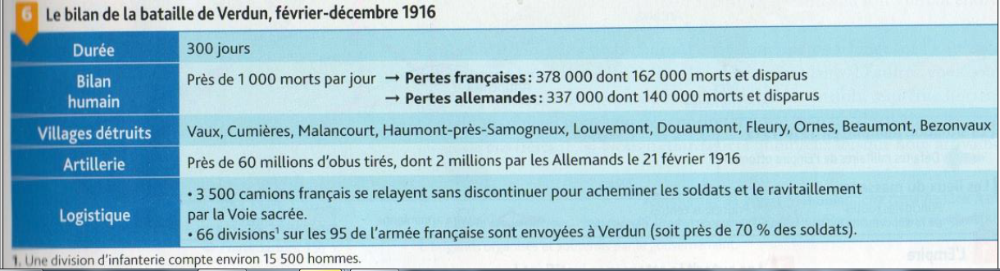 6 Le bilan de la bataille de Verdun, février-décembre 1916
Durée
300 jours
Bilan
humain
Près de 1 000 morts par jour → Pertes françaises : 378 000 dont 162 000 morts et disparus
→ Pertes allemandes : 337 000 dont 140 000 morts et disparus
Villages détruits
Vaux, Cumières, Malancourt, Haumont-près-Samogneux, Louvemont, Douaumont, Fleury, Ornes, Beaumont, Bezonvaux
Artillerie
Près de 60 millions d'obus tirés, dont 2 millions par les Allemands le 21 février 1916
Logistique
• 3 500 camions français se relayent sans discontinuer pour acheminer les soldats et le ravitaillement
par la Voie sacrée.
• 66 divisions¹ sur les 95 de l'armée française sont envoyées à Verdun (soit près de 70 % des soldats).
1. Une division d'infanterie compte environ 15 500 hommes.